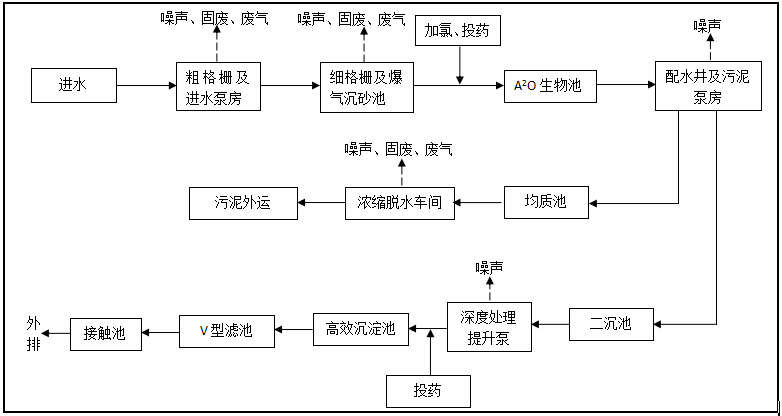 噪声、固废、废气
噪声、固废、废气
加氯、投药
噪声
进水
粗格栅及
进水泵房
细格栅及爆
气沉砂池
A²O 生物池
配水井及污泥
泵房
噪声、固废、废气
污泥外运
浓缩脱水车间
均质池
噪声
外
排
接触池
V 型滤池
高效沉淀池
深度处理
提升泵
二沉池
投药